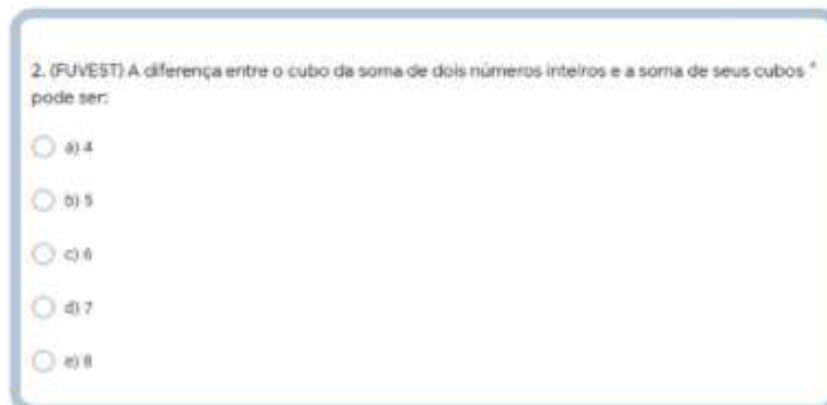 2. (FUVEST) A diferença entre o cubo da soma de dois números inteiros e a soma de seus cubos *
pode ser:
a) 4
b) 5
c) 6
d) 7
e) 8